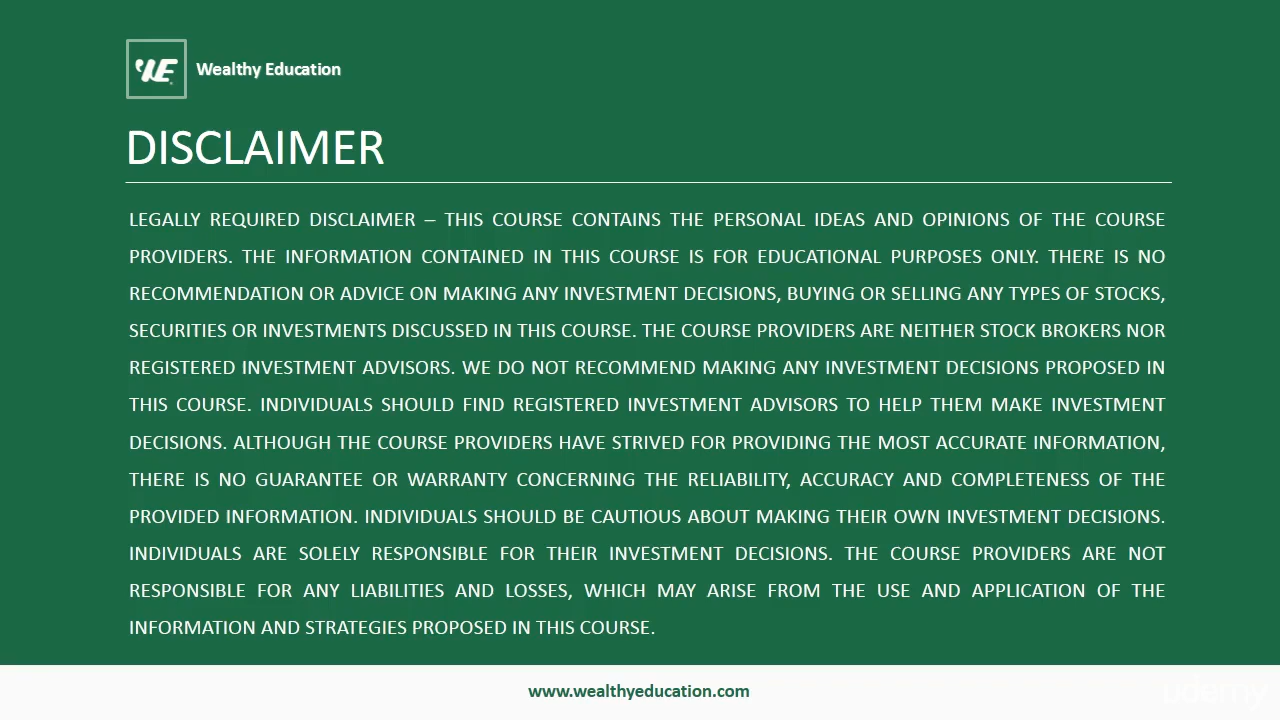 WE
Wealthy Education
DISCLAIMER
LEGALLY REQUIRED DISCLAIMER – THIS COURSE CONTAINS THE PERSONAL IDEAS AND OPINIONS OF THE COURSE
PROVIDERS. THE INFORMATION CONTAINED IN THIS COURSE IS FOR EDUCATIONAL PURPOSES ONLY. THERE IS NO
RECOMMENDATION OR ADVICE ON MAKING ANY INVESTMENT DECISIONS, BUYING OR SELLING ANY TYPES OF STOCKS,
SECURITIES OR INVESTMENTS DISCUSSED IN THIS COURSE. THE COURSE PROVIDERS ARE NEITHER STOCK BROKERS NOR
REGISTERED INVESTMENT ADVISORS. WE DO NOT RECOMMEND MAKING ANY INVESTMENT DECISIONS PROPOSED IN
THIS COURSE. INDIVIDUALS SHOULD FIND REGISTERED INVESTMENT ADVISORS TO HELP THEM MAKE INVESTMENT
DECISIONS. ALTHOUGH THE COURSE PROVIDERS HAVE STRIVED FOR PROVIDING THE MOST ACCURATE INFORMATION,
THERE IS NO GUARANTEE OR WARRANTY CONCERNING THE RELIABILITY, ACCURACY AND COMPLETENESS OF THE
PROVIDED INFORMATION. INDIVIDUALS SHOULD BE CAUTIOUS ABOUT MAKING THEIR OWN INVESTMENT DECISIONS.
INDIVIDUALS ARE SOLELY RESPONSIBLE FOR THEIR INVESTMENT DECISIONS. THE COURSE PROVIDERS ARE NOT
RESPONSIBLE FOR ANY LIABILITIES AND LOSSES, WHICH MAY ARISE FROM THE USE AND APPLICATION OF THE
INFORMATION AND STRATEGIES PROPOSED IN THIS COURSE.
www.wealthyeducation.com
udemy